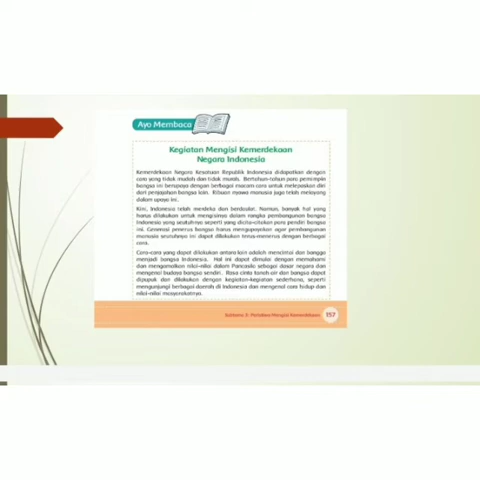 Ayo Membaca
Kegiatan Mengisi Kemerdekaan
Negara Indonesia
Kemerdekaan Negara Kesatuan Republik Indonesia didapatkan dengan
cara yang tidak mudah dan tidak murah. Bertahun-tahun para pemimpin
bangsa ini berupaya dengan berbagai macam cara untuk melepaskan diri
dari penjajahan bangsa lain. Ribuan nyawa manusia juga telah melayang
dalam upaya ini.
Kini, Indonesia telah merdeka dan berdaulat. Namun, banyak hal yang
harus dilakukan untuk mengisinya dalam rangka pembangunan bangsa
Indonesia yang seutuhnya seperti yang dicita-citakan para pendiri bangsa
ini. Generasi penerus bangsa harus mengupayakan agar pembangunan
manusia seutuhnya ini dapat dilakukan terus-menerus dengan berbagai
cara.
Cara-cara yang dapat dilakukan antara lain adalah mencintai dan bangga
menjadi bangsa Indonesia. Hal ini dapat dimulai dengan memahami
dan mengamalkan nilai-nilai dalam Pancasila sebagai dasar negara dan
mengenal budaya bangsa sendiri. Rasa cinta tanah air dan bangsa dapat
dipupuk dan dilakukan dengan kegiatan-kegiatan sederhana, seperti
mengunjungi berbagai daerah di Indonesia dan mengenal cara hidup dan
nilai-nilai masyarakatnya.
Subtema 3: Peristiwa Mengisi Kemerdekaan 157